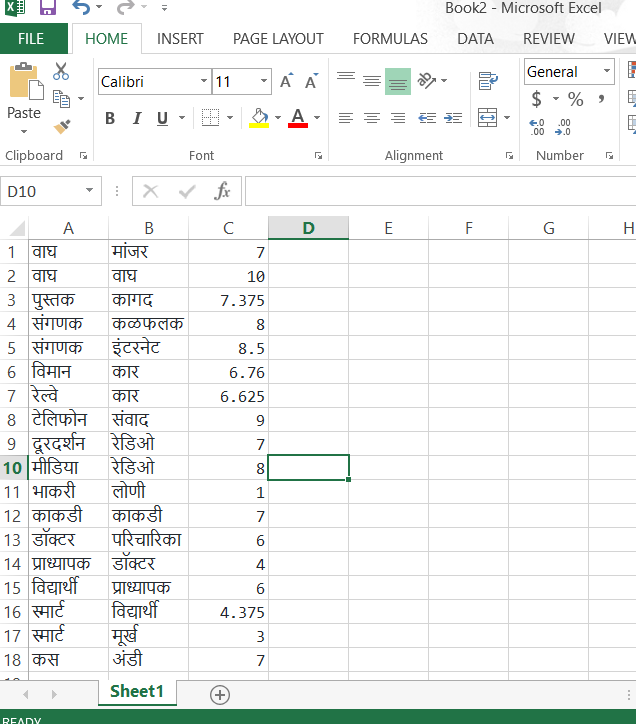 Book2 - Microsoft Excel
FILE HOME INSERT PAGE LAYOUT FORMULAS DATA REVIEW VIEW
Calibri 11 A A General
Paste B I U A $ % ,
Clipboard Font Alignment Number
D10 fx
A B C D E F G H
1 वाघ मांजर 7
2 वाघ वाघ 10
3 पुस्तक कागद 7.375
4 संगणक कळफलक 8
5 संगणक इंटरनेट 8.5
6 विमान कार 6.76
7 रेल्वे कार 6.625
8 टेलिफोन संवाद 9
9 दूरदर्शन रेडिओ 7
10 मीडिया रेडिओ 8
11 भाकरी लोणी 1
12 काकडी काकडी 7
13 डॉक्टर परिचारिका 6
14 प्राध्यापक डॉक्टर 4
15 विद्यार्थी प्राध्यापक 6
16 स्मार्ट विद्यार्थी 4.375
17 स्मार्ट मूर्ख 3
18 कस अंडी 7
Sheet1
READY